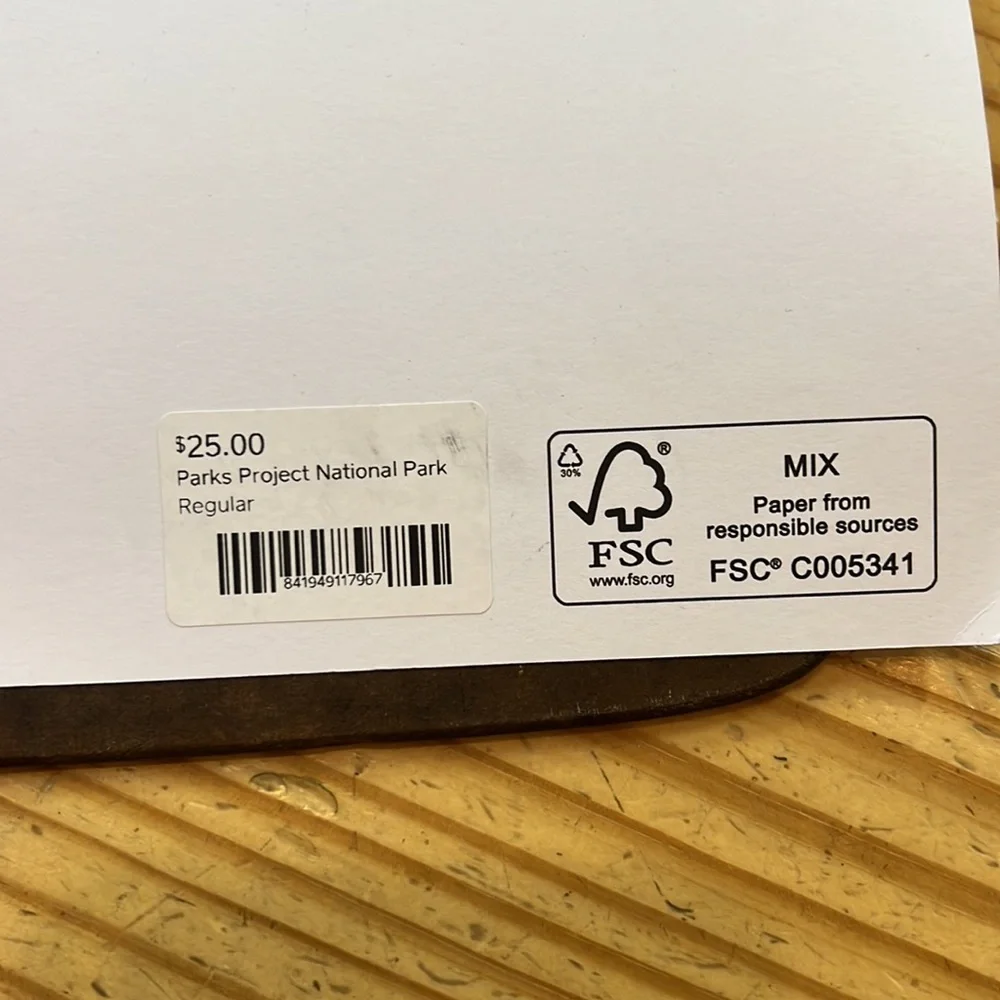 $25.00
Parks Project National Park
Regular
841949117967
30%
®
FSC
www.fsc.org
MIX
Paper from
responsible sources
FSC® C005341